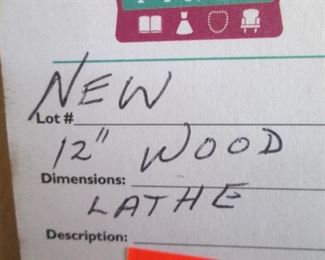 NEW
Lot #
12" WOOD
Dimensions:
LATHE
Description: